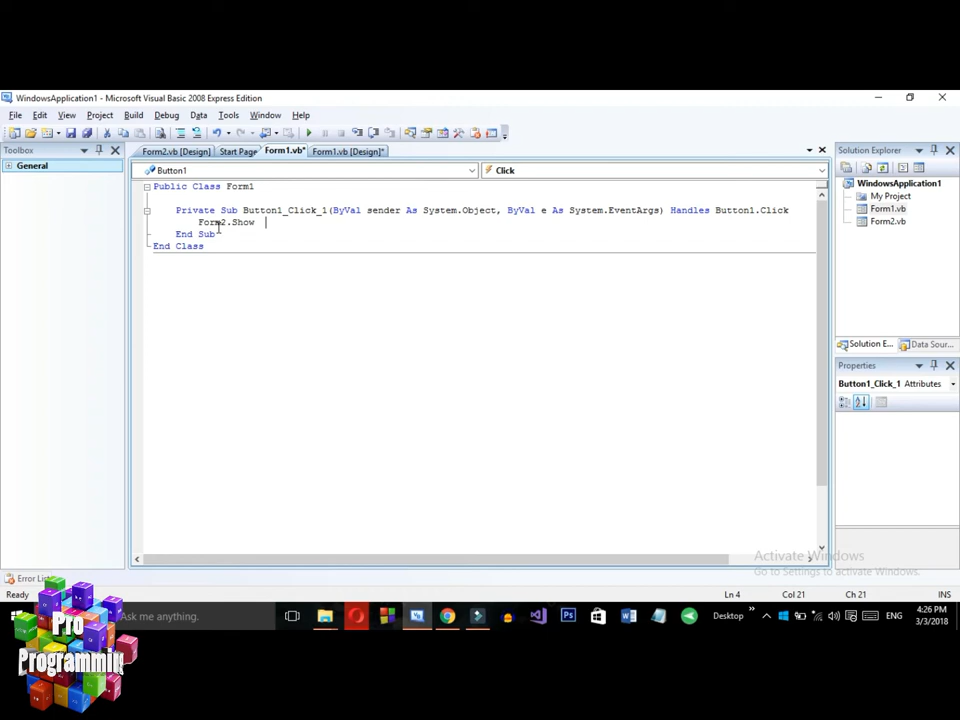 WindowsApplication1 - Microsoft Visual Basic 2008 Express Edition
File Edit View Project Build Debug Data Tools Window Help
Toolbox
General
Form2.vb [Design] Start Page Form1.vb* Form1.vb [Design]*
Button1 Click
Public Class Form1
Private Sub Button1_Click_1(ByVal sender As System.Object, ByVal e As System.EventArgs) Handles Button1.Click
Form2.Show
End Sub
End Class
Solution Explorer
WindowsApplication1
My Project
Form1.vb
Form2.vb
Solution E... Data Sour...
Properties
Button1_Click_1 Attributes
Activate Windows
Go to Settings to activate Windows.
Error List
Ready Ln 4 Col 21 Ch 21 INS
Ask me anything.
Desktop ENG 4:26 PM
3/3/2018
Pro
Programming